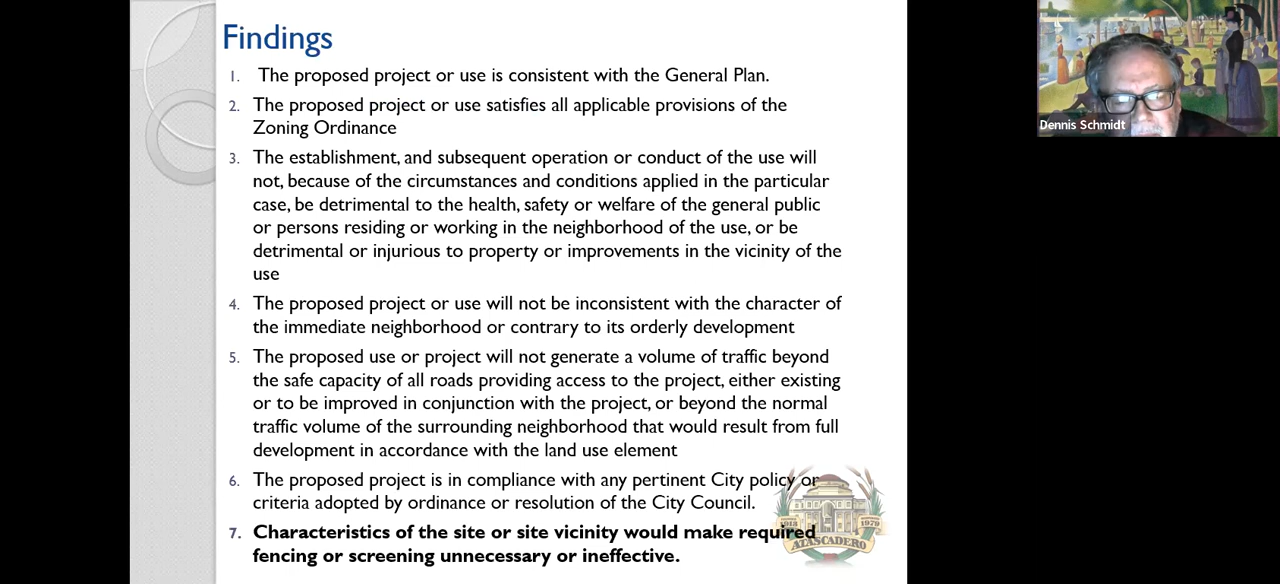 Findings
1. The proposed project or use is consistent with the General Plan.
2. The proposed project or use satisfies all applicable provisions of the
Zoning Ordinance
3. The establishment, and subsequent operation or conduct of the use will
not, because of the circumstances and conditions applied in the particular
case, be detrimental to the health, safety or welfare of the general public
or persons residing or working in the neighborhood of the use, or be
detrimental or injurious to property or improvements in the vicinity of the
use
4. The proposed project or use will not be inconsistent with the character of
the immediate neighborhood or contrary to its orderly development
5. The proposed use or project will not generate a volume of traffic beyond
the safe capacity of all roads providing access to the project, either existing
or to be improved in conjunction with the project, or beyond the normal
traffic volume of the surrounding neighborhood that would result from full
development in accordance with the land use element
6. The proposed project is in compliance with any pertinent City policy or
criteria adopted by ordinance or resolution of the City Council.
7. Characteristics of the site or site vicinity would make required
fencing or screening unnecessary or ineffective.
1913 1979
ATASCADERO
Dennis Schmidt